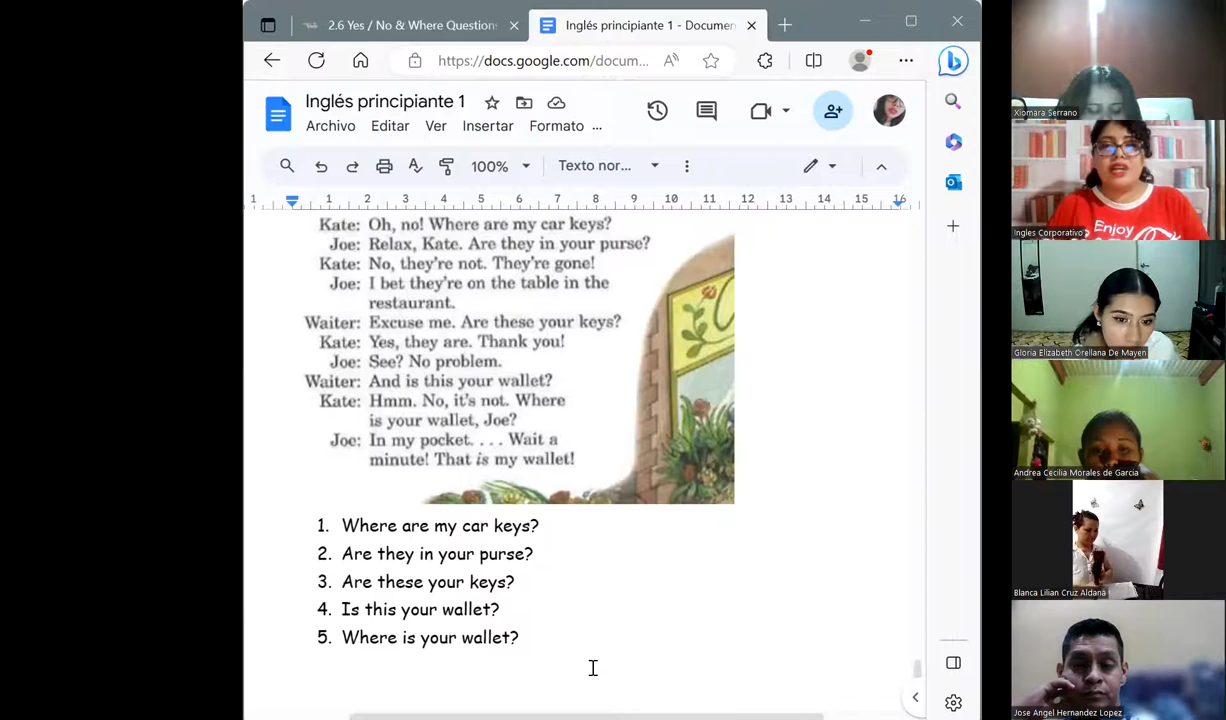 2.6 Yes / No & Where Questions
Inglés principiante 1 - Documen
https://docs.google.com/docum...
Inglés principiante 1
Archivo Editar Ver Insertar Formato ...
100% Texto nor...
1 1 2 3 4 5 6 7 8 9 10 11 12 13 14 15 16
Kate: Oh, no! Where are my car keys?
Joe: Relax, Kate. Are they in your purse?
Kate: No, they're not. They're gone!
Joe: I bet they're on the table in the
restaurant.
Waiter: Excuse me. Are these your keys?
Kate: Yes, they are. Thank you!
Joe: See? No problem.
Waiter: And is this your wallet?
Kate: Hmm. No, it's not. Where
is your wallet, Joe?
Joe: In my pocket. . . . Wait a
minute! That is my wallet!
1. Where are my car keys?
2. Are they in your purse?
3. Are these your keys?
4. Is this your wallet?
5. Where is your wallet?
Xiomara Serrano
Enjoy
Ingles Corporativo
Gloria Elizabeth Orellana De Mayen
Andrea Cecilia Morales de Garcia
Blanca Lilian Cruz Aldana
Jose Angel Hernandez Lopez